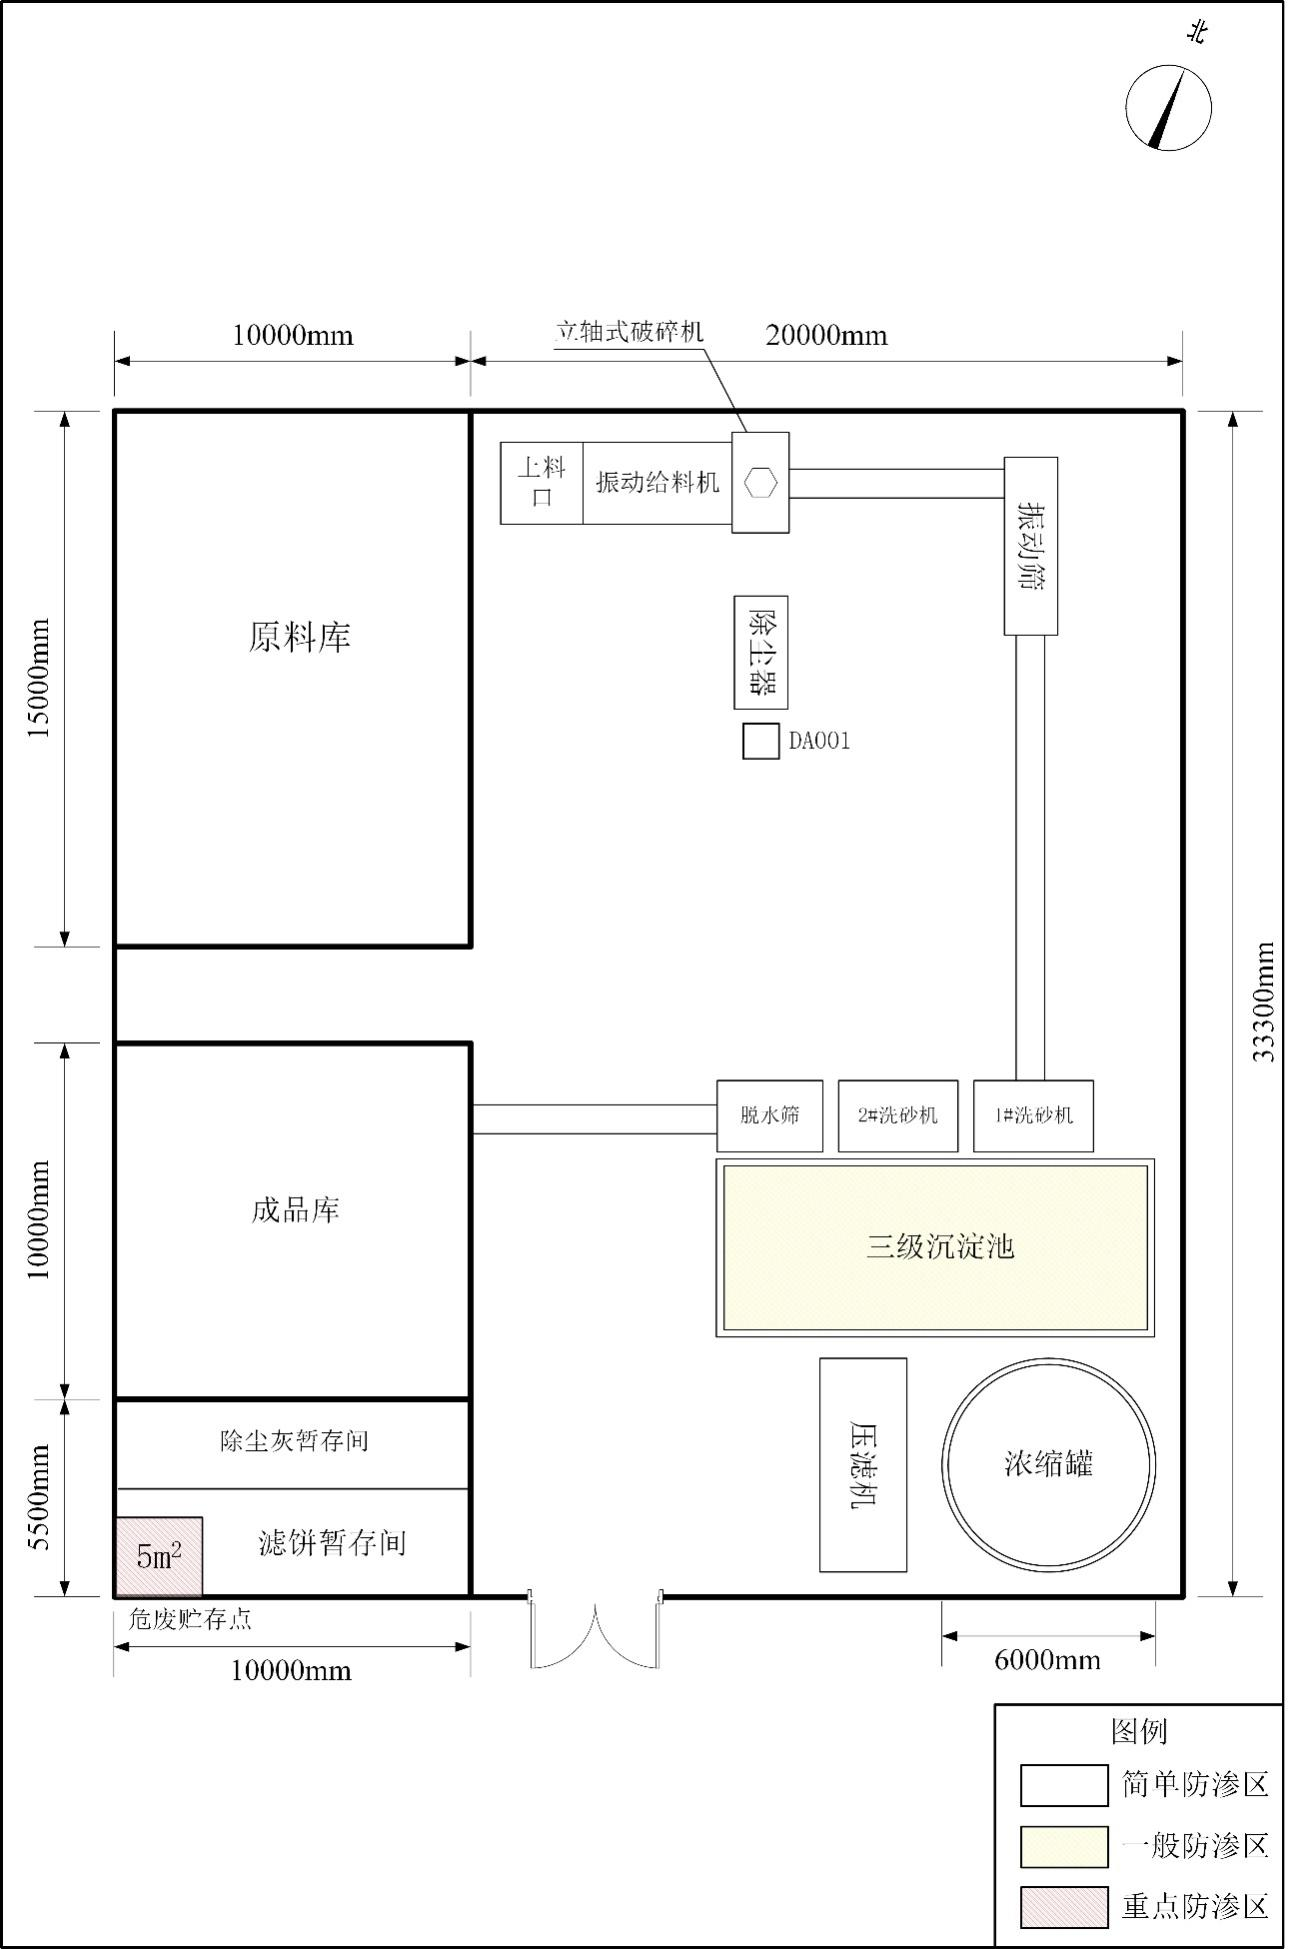 北
10000mm
立轴式破碎机
20000mm
上料
口
振动给料机
振动筛
原料库
除尘器
15000mm
DA001
33300mm
脱水筛
2#洗砂机
1#洗砂机
成品库
10000mm
三级沉淀池
除尘灰暂存间
压滤机
浓缩罐
5500mm
滤饼暂存间
5m²
危废贮存点
10000mm
6000mm
图例
简单防渗区
一般防渗区
重点防渗区